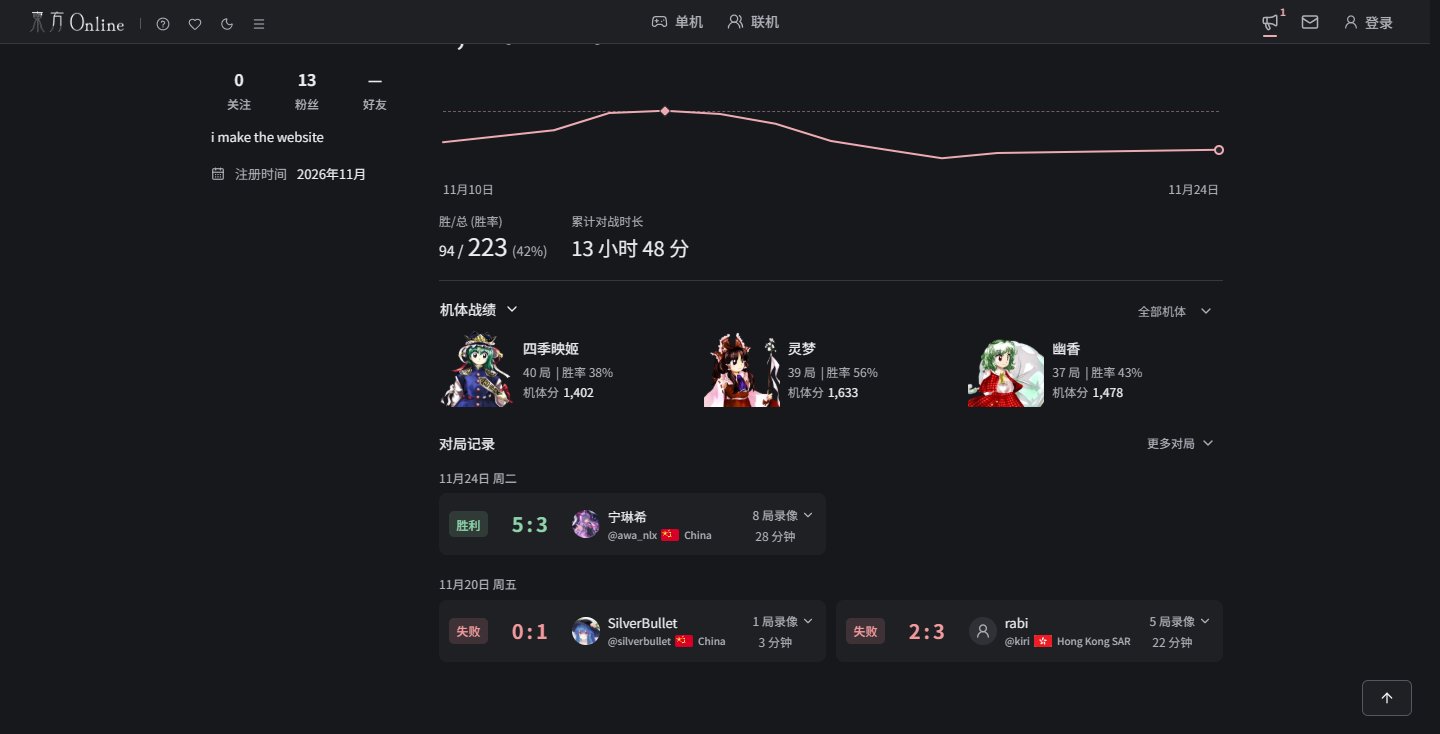 東方Online
单机
联机
1
登录
0
13
—
关注
粉丝
好友
i make the website
注册时间 2026年11月
11月10日
11月24日
胜/总 (胜率)
累计对战时长
94 / 223 (42%)
13 小时 48 分
机体战绩
全部机体
四季映姬
40 局 | 胜率 38%
机体分 1,402
灵梦
39 局 | 胜率 56%
机体分 1,633
幽香
37 局 | 胜率 43%
机体分 1,478
对局记录
更多对局
11月24日 周二
胜利
5:3
宁琳希
@awa_nlx China
8 局录像
28 分钟
11月20日 周五
失败
0:1
SilverBullet
@silverbullet China
1 局录像
3 分钟
失败
2:3
rabi
@kiri Hong Kong SAR
5 局录像
22 分钟